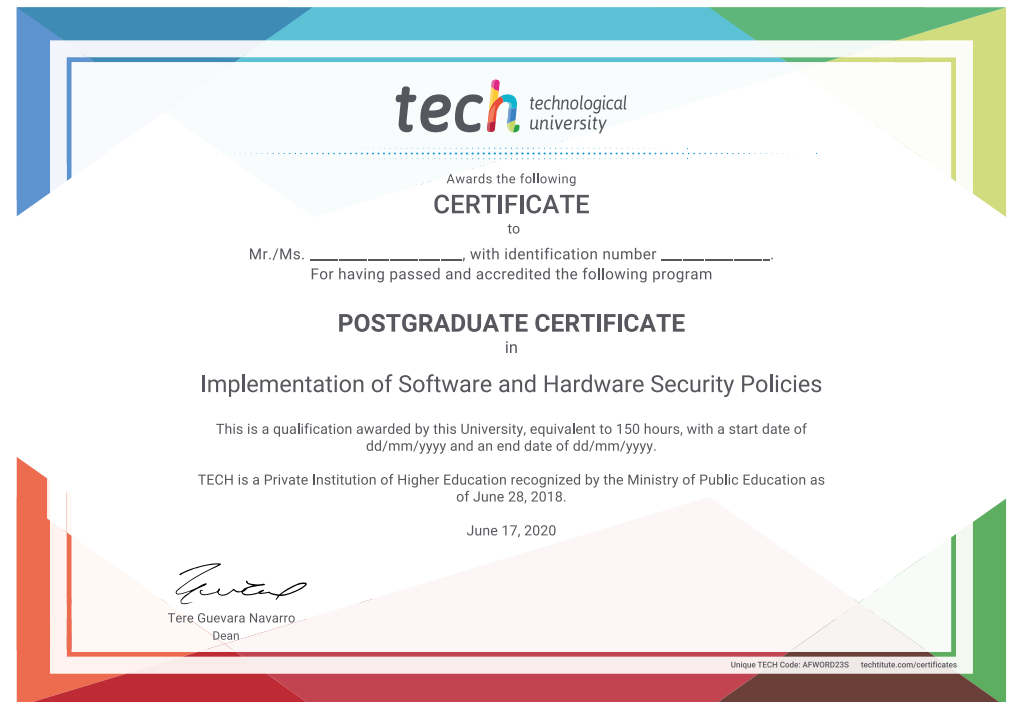 tech technological
university
Awards the following
CERTIFICATE
to
Mr./Ms. ___________________, with identification number ______________.
For having passed and accredited the following program
POSTGRADUATE CERTIFICATE
in
Implementation of Software and Hardware Security Policies
This is a qualification awarded by this University, equivalent to 150 hours, with a start date of
dd/mm/yyyy and an end date of dd/mm/yyyy.
TECH is a Private Institution of Higher Education recognized by the Ministry of Public Education as
of June 28, 2018.
June 17, 2020
Tere Guevara Navarro
Dean
Unique TECH Code: AFWORD23S techtitute.com/certificates